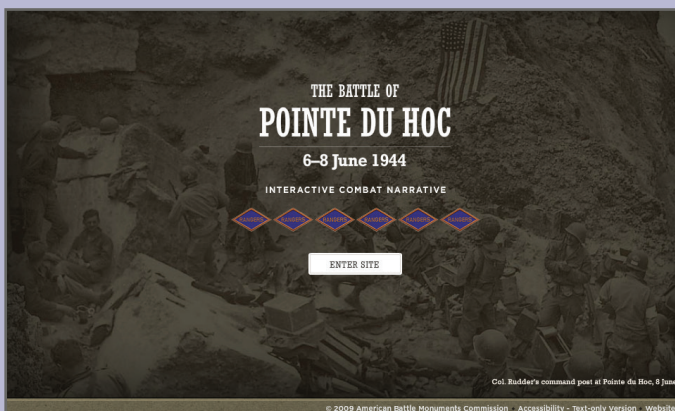 THE BATTLE OF
POINTE DU HOC
6–8 June 1944
INTERACTIVE COMBAT NARRATIVE
RANGERS RANGERS RANGERS RANGERS RANGERS RANGERS
ENTER SITE
Col. Rudder's command post at Pointe du Hoc, 8 June
© 2009 American Battle Monuments Commission • Accessibility - Text-only Version • Website